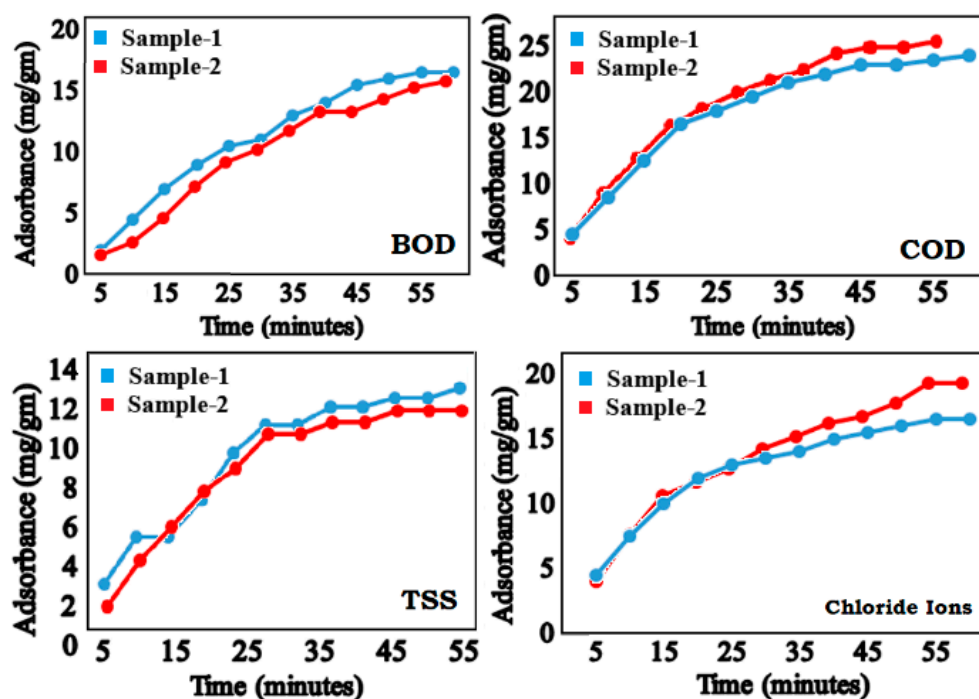 20
15
10
5
0
Absorbance (mg/gm)
Sample-1
Sample-2
BOD
5 15 25 35 45 55
Time (minutes)
25
20
15
10
5
0
Adsorbance (mg/gm)
Sample-1
Sample-2
COD
5 15 25 35 45 55
Time (minutes)
14
12
10
8
6
4
2
0
Adsorbance (mg/gm)
Sample-1
Sample-2
TSS
5 15 25 35 45 55
Time (minutes)
20
15
10
5
0
Adsorbance (mg/gm)
Sample-1
Sample-2
Chloride Ions
5 15 25 35 45 55
Time (minutes)